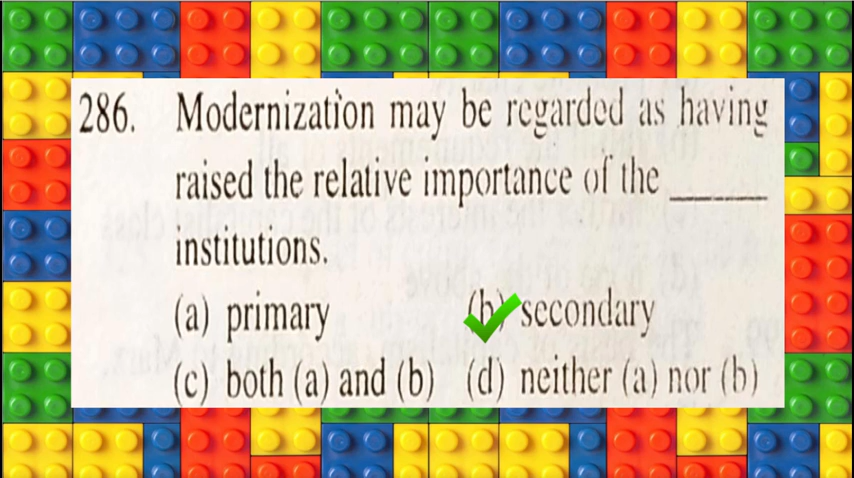 286. Modernization may be regarded as having
raised the relative importance of the ______
institutions.
(a) primary (b) secondary
(c) both (a) and (b) (d) neither (a) nor (b)